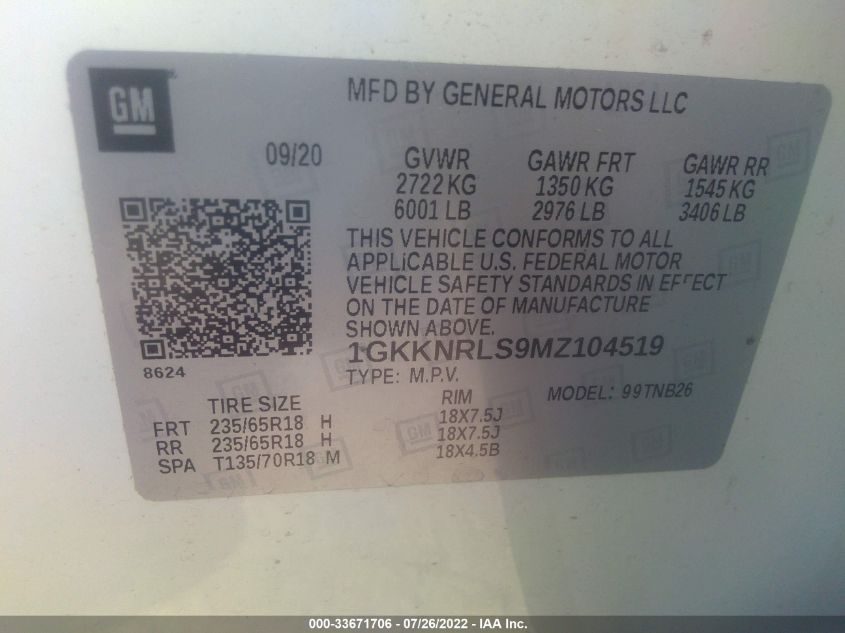 GM
MFD BY GENERAL MOTORS LLC
09/20 GVWR GAWR FRT GAWR RR
2722 KG 1350 KG 1545 KG
6001 LB 2976 LB 3406 LB
THIS VEHICLE CONFORMS TO ALL
APPLICABLE U.S. FEDERAL MOTOR
VEHICLE SAFETY STANDARDS IN EFFECT
ON THE DATE OF MANUFACTURE
SHOWN ABOVE.
1GKKNRLS9MZ104519
8624
TYPE: M.P.V. MODEL: 99TNB26
TIRE SIZE RIM
FRT 235/65R18 H 18X7.5J
RR 235/65R18 H 18X7.5J
SPA T135/70R18 M 18X4.5B
000-33671706 - 07/26/2022 - IAA Inc.